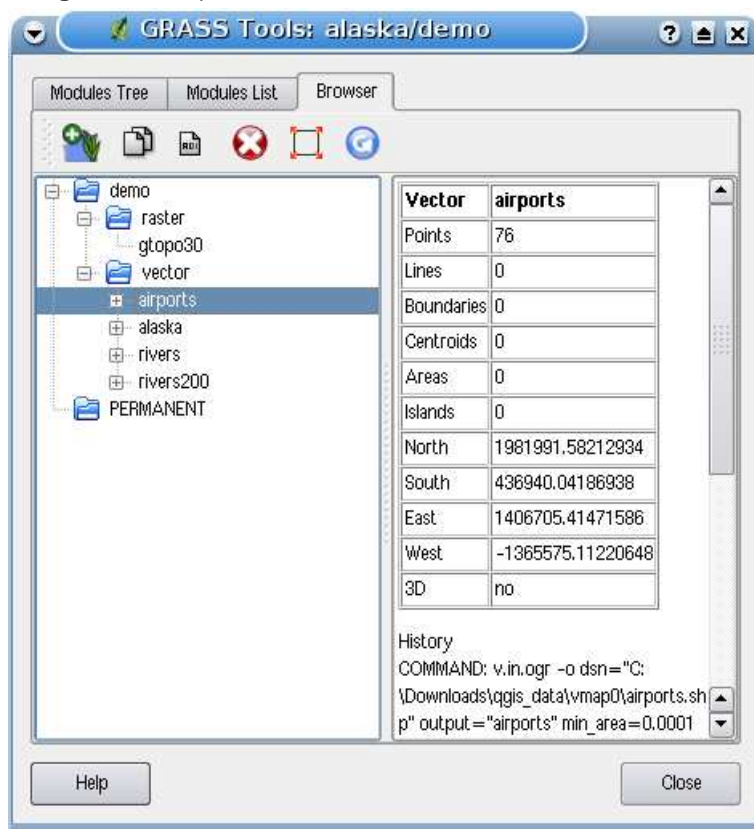 GRASS Tools: alaska/demo
Modules Tree
Modules List
Browser
demo
raster
gtopo30
vector
airports
alaska
rivers
rivers200
PERMANENT
Vector airports
Points 76
Lines 0
Boundaries 0
Centroids 0
Areas 0
Islands 0
North 1981991.58212934
South 436940.04186938
East 1406705.41471586
West -1365575.11220648
3D no
History
COMMAND: v.in.ogr -o dsn="C:
\Downloads\qgis_data\vmap0\airports.sh
p" output="airports" min_area=0.0001
Help
Close